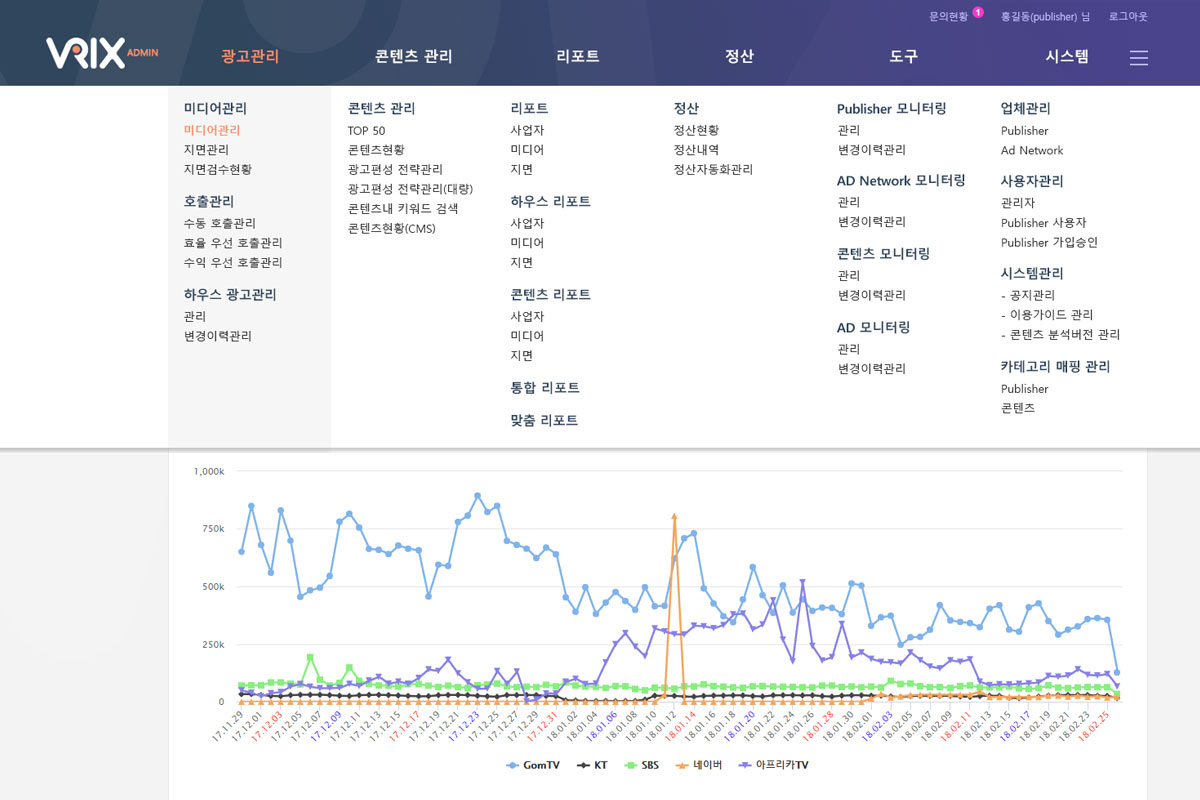 문의현황 1 홍길동(publisher) 님 로그아웃
VRIX ADMIN 광고관리 콘텐츠 관리 리포트 정산 도구 시스템
미디어관리
미디어관리
지면관리
지면검수현황
호출관리
수동 호출관리
효율 우선 호출관리
수익 우선 호출관리
하우스 광고관리
관리
변경이력관리
콘텐츠 관리
TOP 50
콘텐츠현황
광고편성 전략관리
광고편성 전략관리(대량)
콘텐츠내 키워드 검색
콘텐츠현황(CMS)
리포트
사업자
미디어
지면
하우스 리포트
사업자
미디어
지면
콘텐츠 리포트
사업자
미디어
지면
통합 리포트
맞춤 리포트
정산
정산현황
정산내역
정산자동화관리
Publisher 모니터링
관리
변경이력관리
AD Network 모니터링
관리
변경이력관리
콘텐츠 모니터링
관리
변경이력관리
AD 모니터링
관리
변경이력관리
업체관리
Publisher
Ad Network
사용자관리
관리자
Publisher 사용자
Publisher 가입승인
시스템관리
- 공지관리
- 이용가이드 관리
- 콘텐츠 분석버전 관리
카테고리 매핑 관리
Publisher
콘텐츠
1,000k
750k
500k
250k
0
17.11.29 17.12.01 17.12.03 17.12.05 17.12.07 17.12.09 17.12.11 17.12.13 17.12.15 17.12.17 17.12.19 17.12.21 17.12.23 17.12.25 17.12.27 17.12.29 17.12.31 18.01.02 18.01.04 18.01.06 18.01.08 18.01.10 18.01.12 18.01.14 18.01.16 18.01.18 18.01.20 18.01.22 18.01.24 18.01.26 18.01.28 18.01.30 18.02.01 18.02.03 18.02.05 18.02.07 18.02.09 18.02.11 18.02.13 18.02.15 18.02.17 18.02.19 18.02.21 18.02.23 18.02.25
GomTV KT SBS 네이버 아프리카TV